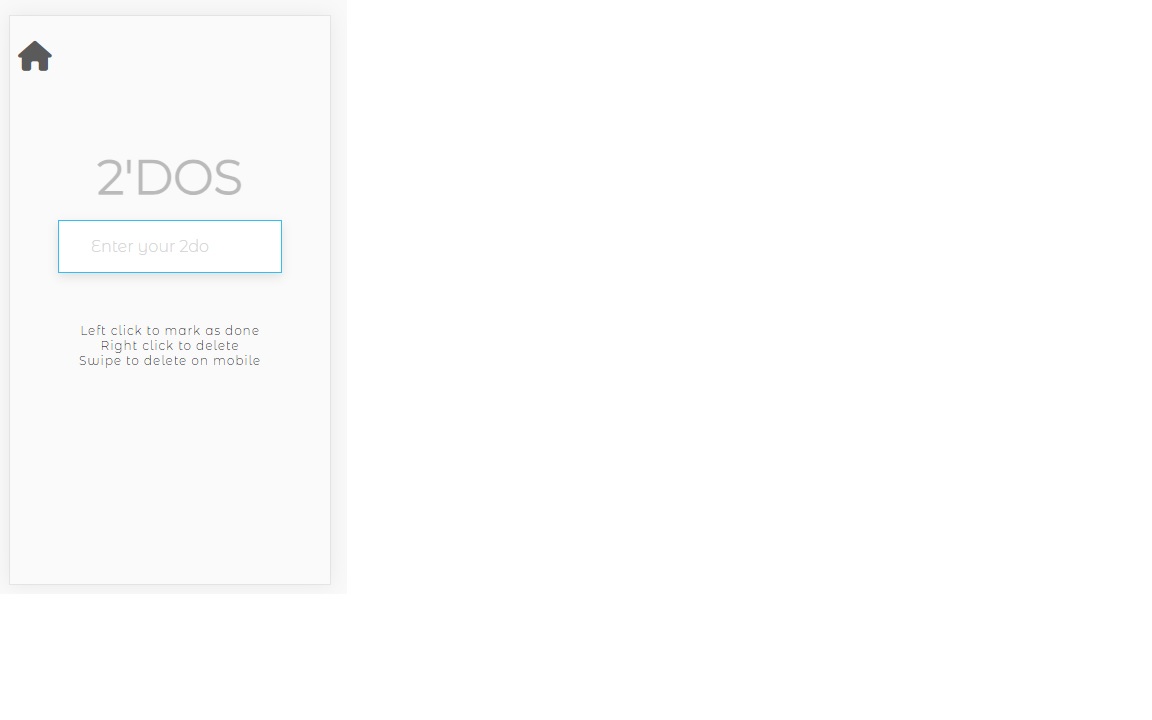 2'DOS
Enter your 2do
Left click to mark as done
Right click to delete
Swipe to delete on mobile